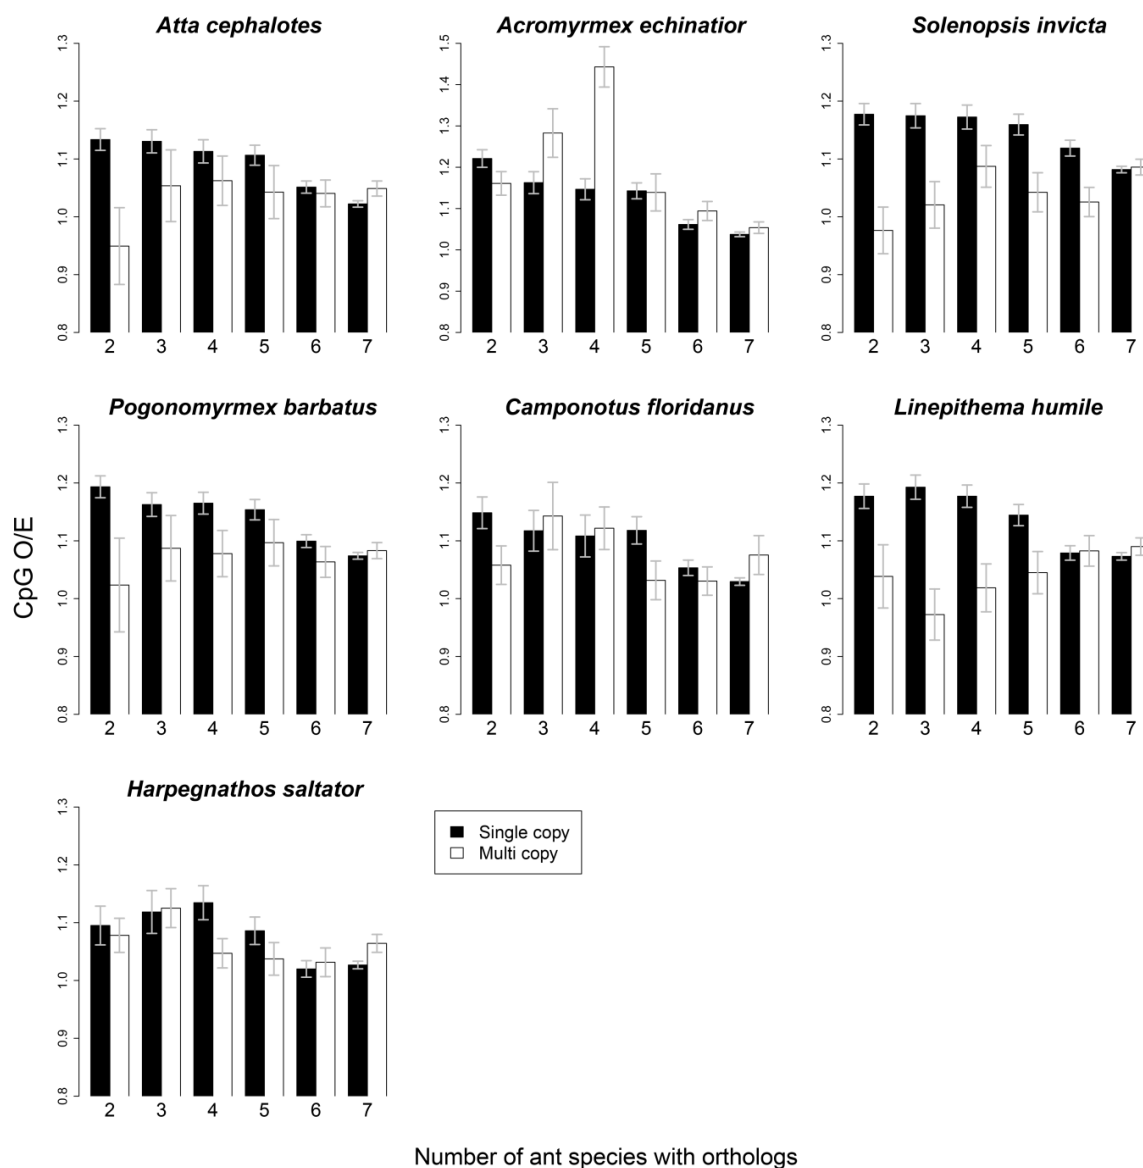 Atta cephalotes
Acromyrmex echinatior
Solenopsis invicta
0.8 0.9 1.0 1.1 1.2 1.3
2 3 4 5 6 7
0.8 0.9 1.0 1.1 1.2 1.3 1.4 1.5
2 3 4 5 6 7
0.8 0.9 1.0 1.1 1.2 1.3
2 3 4 5 6 7
Pogonomyrmex barbatus
Camponotus floridanus
Linepithema humile
CpG O/E
0.8 0.9 1.0 1.1 1.2 1.3
2 3 4 5 6 7
0.8 0.9 1.0 1.1 1.2 1.3
2 3 4 5 6 7
0.8 0.9 1.0 1.1 1.2 1.3
2 3 4 5 6 7
Harpegnathos saltator
0.8 0.9 1.0 1.1 1.2 1.3
2 3 4 5 6 7
Single copy
Multi copy
Number of ant species with orthologs